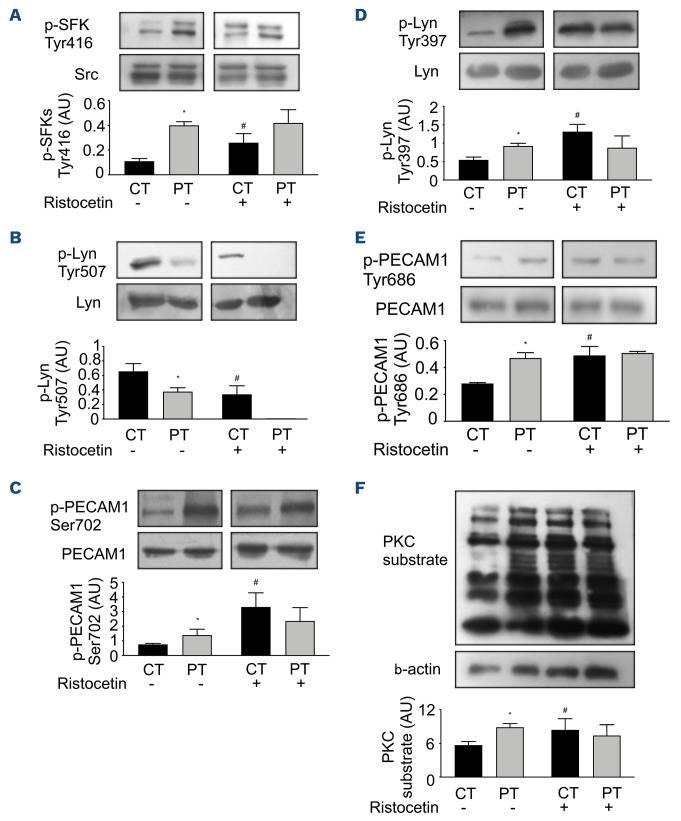 A
p-SFK
Tyr416
Src
p-SFKs
Tyr416 (AU)
0.6
0.4
0.2
0
*
#
CT PT CT PT
Ristocetin - - + +
B
p-Lyn
Tyr507
Lyn
p-Lyn
Tyr507 (AU)
1
0.8
0.6
0.4
0.2
0
*
#
CT PT CT PT
Ristocetin - - + +
C
p-PECAM1
Ser702
PECAM1
p-PECAM1
Ser702 (AU)
5
4
3
2
1
0
*
#
CT PT CT PT
Ristocetin - - + +
D
p-Lyn
Tyr397
Lyn
p-Lyn
Tyr397 (AU)
2
1.5
1.0
0.5
0
*
#
CT PT CT PT
Ristocetin - - + +
E
p-PECAM1
Tyr686
PECAM1
p-PECAM1
Tyr686 (AU)
0.6
0.4
0.2
0
*
#
CT PT CT PT
Ristocetin - - + +
F
PKC
substrate
b-actin
PKC
substrate (AU)
12
6
0
*
#
CT PT CT PT
Ristocetin - - + +